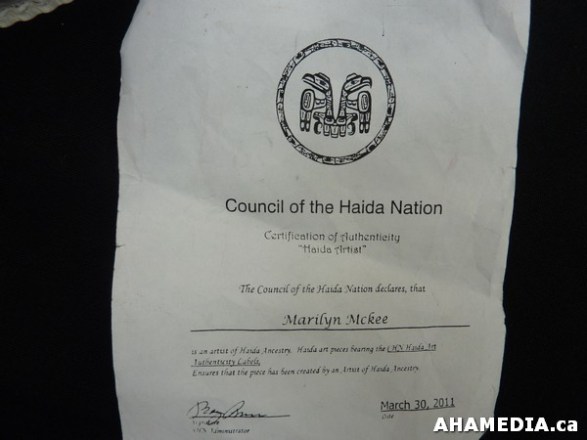 Council of the Haida Nation
Certification of Authenticity
"Haida Artist"
The Council of the Haida Nation declares, that
Marilyn Mckee
is an artist of Haida Ancestry. Haida art pieces bearing the CHN Haida Art
Authenticity Labels,
Ensures that the piece has been created by an Artist of Haida Ancestry.
March 30, 2011
CHN Administrator
AHAMEDIA.ca